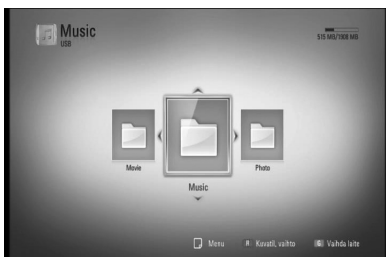 Music
USB
515 MB/1908 MB
Movie
Music
Photo
Menu
R Kuvatil, vaihto
G Vaihda laite